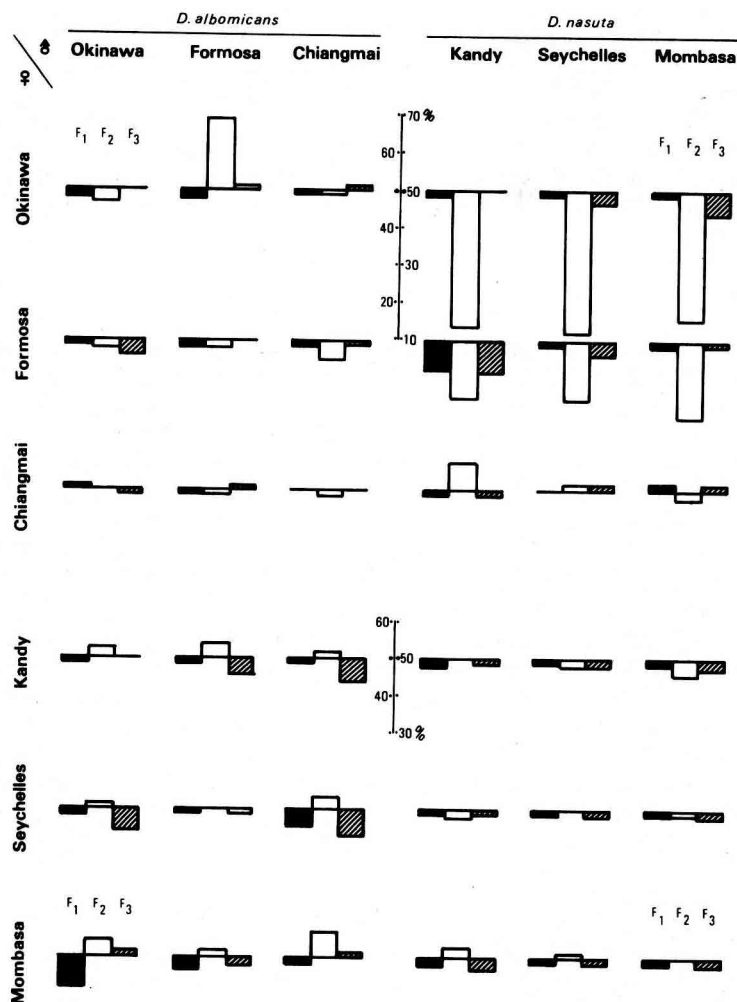 D. albomicans D. nasuta
♂
♀
Okinawa Formosa Chiangmai Kandy Seychelles Mombasa
70 %
F1 F2 F3
F1 F2 F3
60
Okinawa
50
40
30
20
Formosa
10
Chiangmai
60
Kandy
50
40
30 %
Seychelles
F1 F2 F3
F1 F2 F3
Mombasa